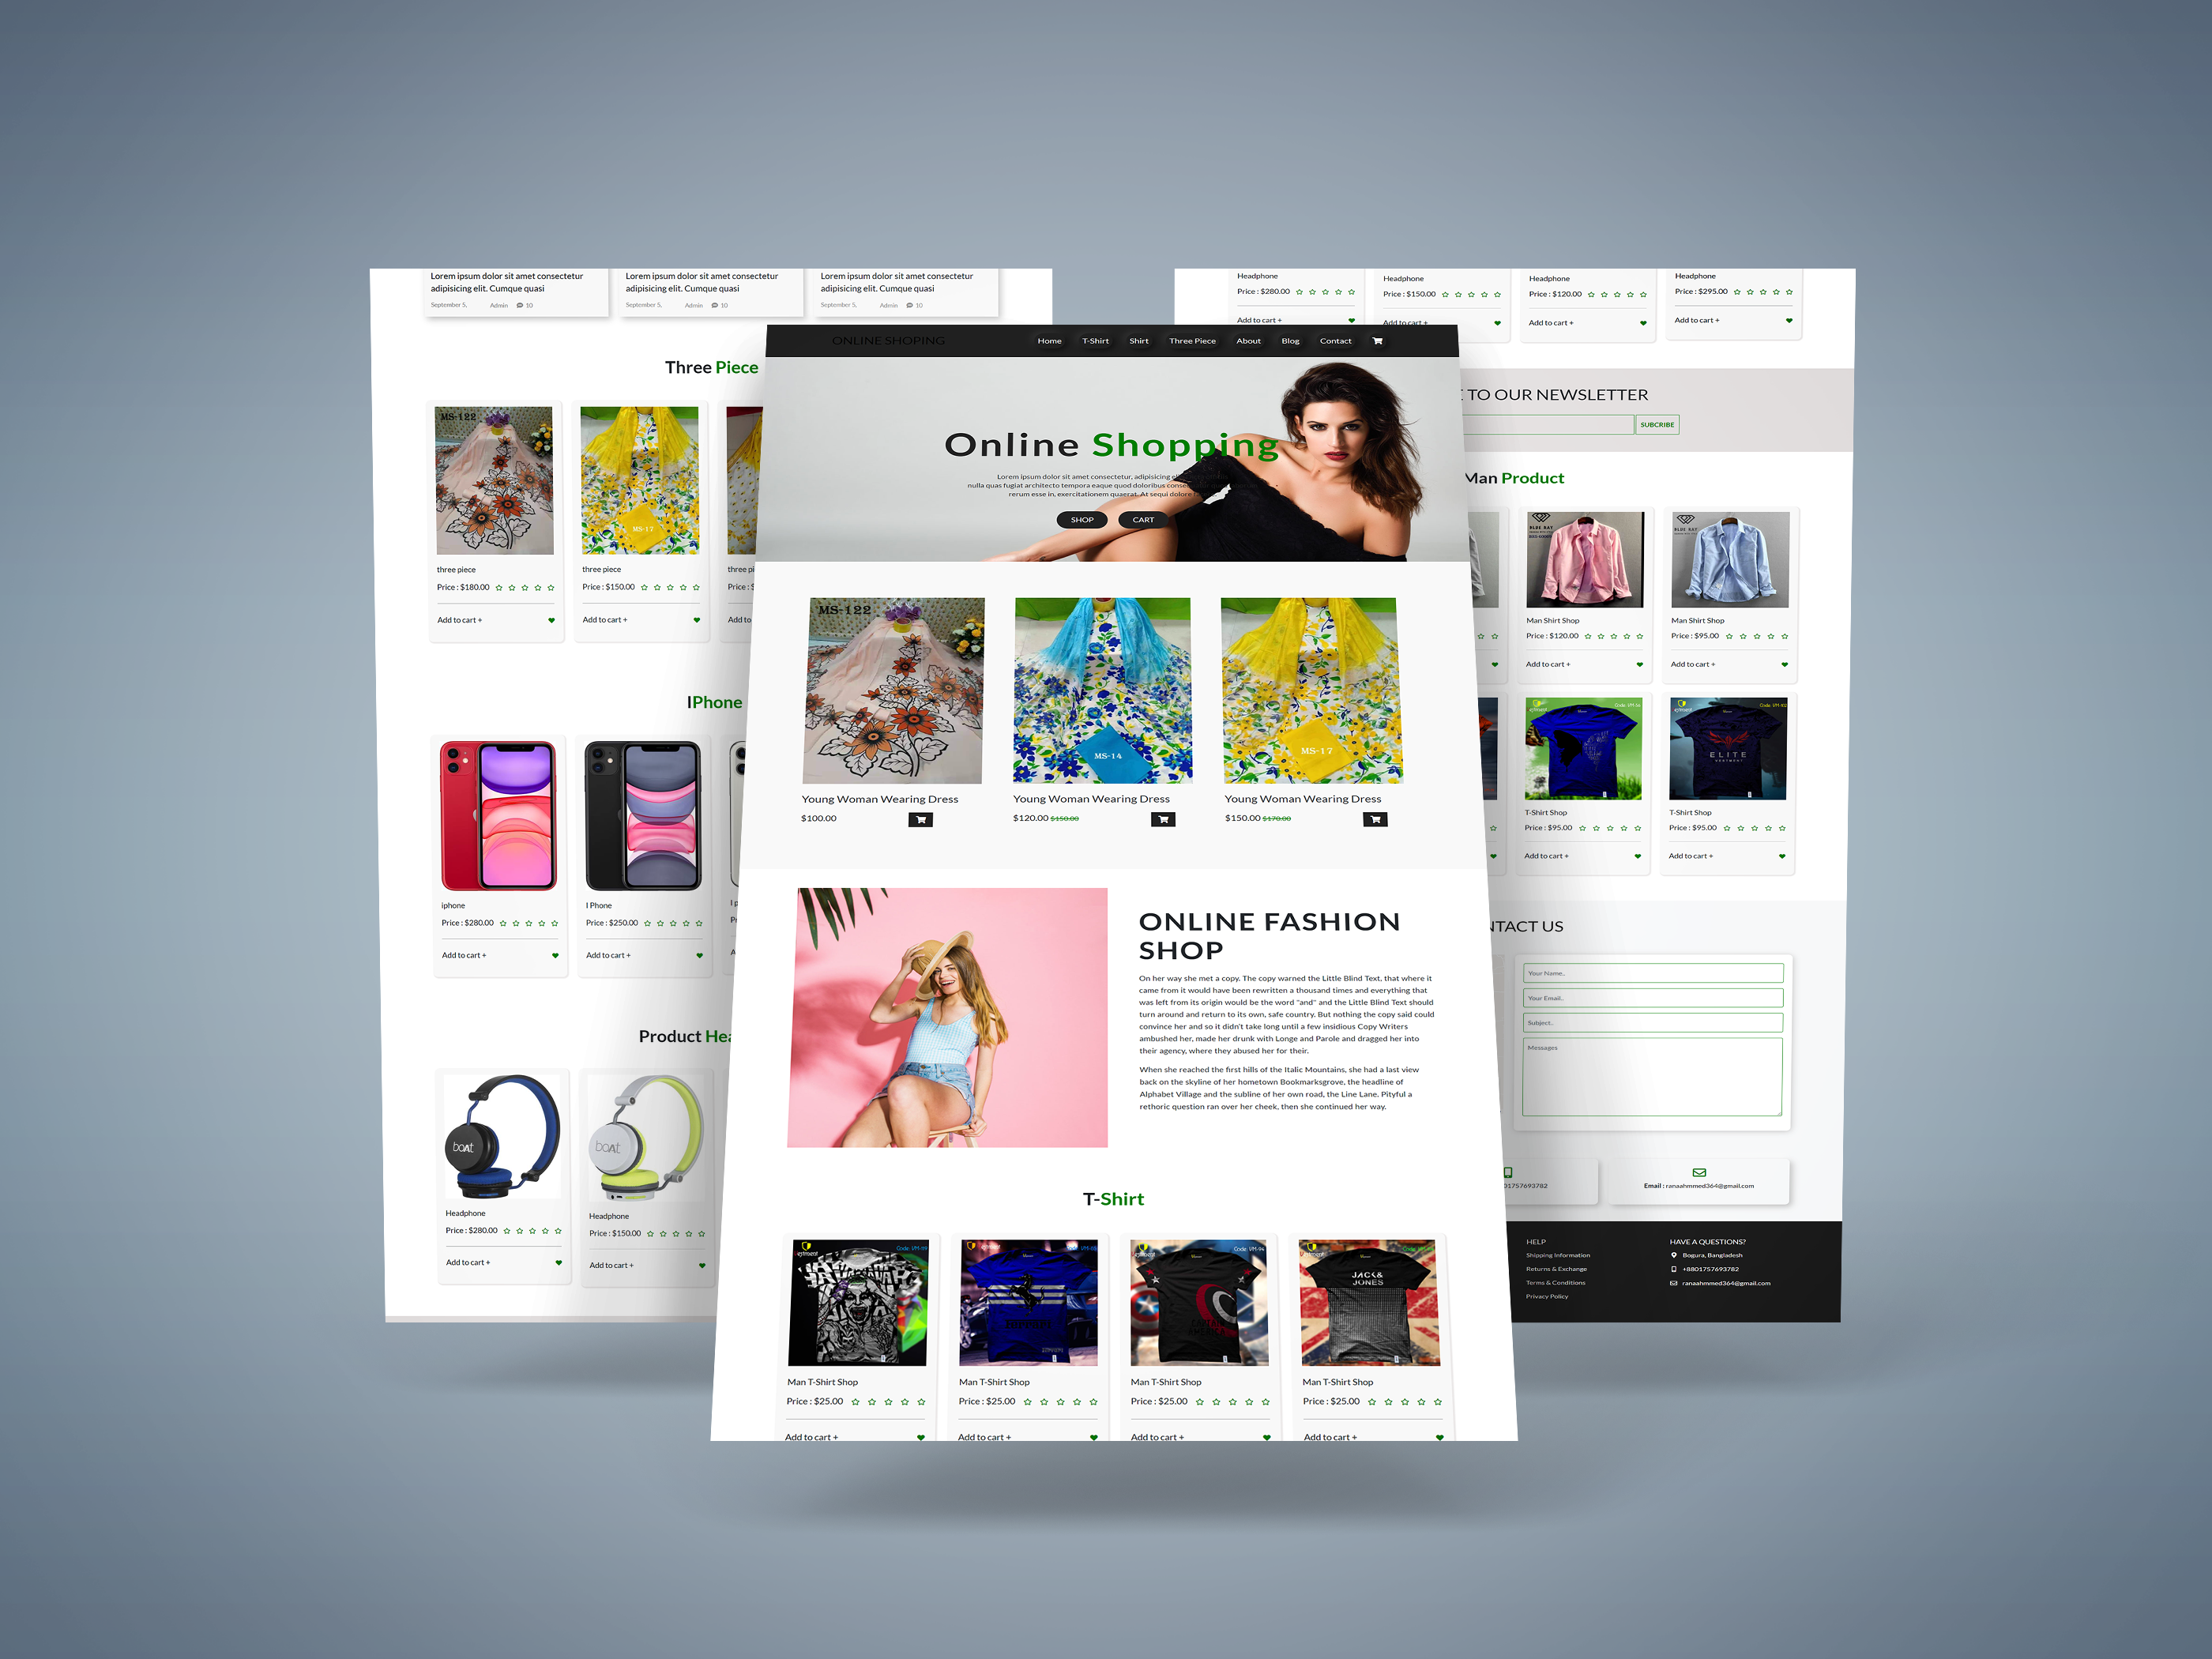 Lorem ipsum dolor sit amet consectetur
adipisicing elit. Cumque quasi
September 5, Admin 10
Lorem ipsum dolor sit amet consectetur
adipisicing elit. Cumque quasi
September 5, Admin 10
Lorem ipsum dolor sit amet consectetur
adipisicing elit. Cumque quasi
September 5, Admin 10
Three Piece
MS-122
three piece
Price : $180.00
Add to cart +
MS-17
three piece
Price : $150.00
Add to cart +
IPhone
iphone
Price : $280.00
Add to cart +
I Phone
Price : $250.00
Add to cart +
Product
boAt
Headphone
Price : $280.00
Add to cart +
boAt
Headphone
Price : $150.00
Add to cart +
ONLINE SHOPING
Home T-Shirt Shirt Three Piece About Blog Contact
Online Shopping
Lorem ipsum dolor sit amet consectetur, adipisicing
nulla quas fugiat architecto tempora eaque quod doloribus
rerum esse in, exercitationem quaerat. At sequi dolore
SHOP CART
MS-122
Young Woman Wearing Dress
$100.00
MS-14
Young Woman Wearing Dress
$120.00 $150.00
MS-17
Young Woman Wearing Dress
$150.00 $170.00
ONLINE FASHION
SHOP
On her way she met a copy. The copy warned the Little Blind Text, that where it
came from it would have been rewritten a thousand times and everything that
was left from its origin would be the word "and" and the Little Blind Text should
turn around and return to its own, safe country. But nothing the copy said could
convince her and so it didn't take long until a few insidious Copy Writers
ambushed her, made her drunk with Longe and Parole and dragged her into
their agency, where they abused her for their.
When she reached the first hills of the Italic Mountains, she had a last view
back on the skyline of her hometown Bookmarksgrove, the headline of
Alphabet Village and the subline of her own road, the Line Lane. Pityful a
rethoric question ran over her cheek, then she continued her way.
T-Shirt
Man T-Shirt Shop
Price : $25.00
Add to cart +
Man T-Shirt Shop
Price : $25.00
Add to cart +
Man T-Shirt Shop
Price : $25.00
Add to cart +
JACK&
JONES
Man T-Shirt Shop
Price : $25.00
Add to cart +
Headphone
Price : $280.00
Add to cart +
Headphone
Price : $150.00
Add to cart +
Headphone
Price : $120.00
Add to cart +
Headphone
Price : $295.00
Add to cart +
TO OUR NEWSLETTER
SUBCRIBE
Man Product
BLUE RAY
Man Shirt Shop
Price : $120.00
Add to cart +
BLUE RAY
Man Shirt Shop
Price : $95.00
Add to cart +
T-Shirt Shop
Price : $95.00
Add to cart +
ELITE
VESTMENT
T-Shirt Shop
Price : $95.00
Add to cart +
TACT US
Your Name..
Your Email..
Subject..
Messages
01757693782
Email : ranaahmmed364@gmail.com
HELP
Shipping Information
Returns & Exchange
Terms & Conditions
Privacy Policy
HAVE A QUESTIONS?
Bogura, Bangladesh
+8801757693782
ranaahmmed364@gmail.com